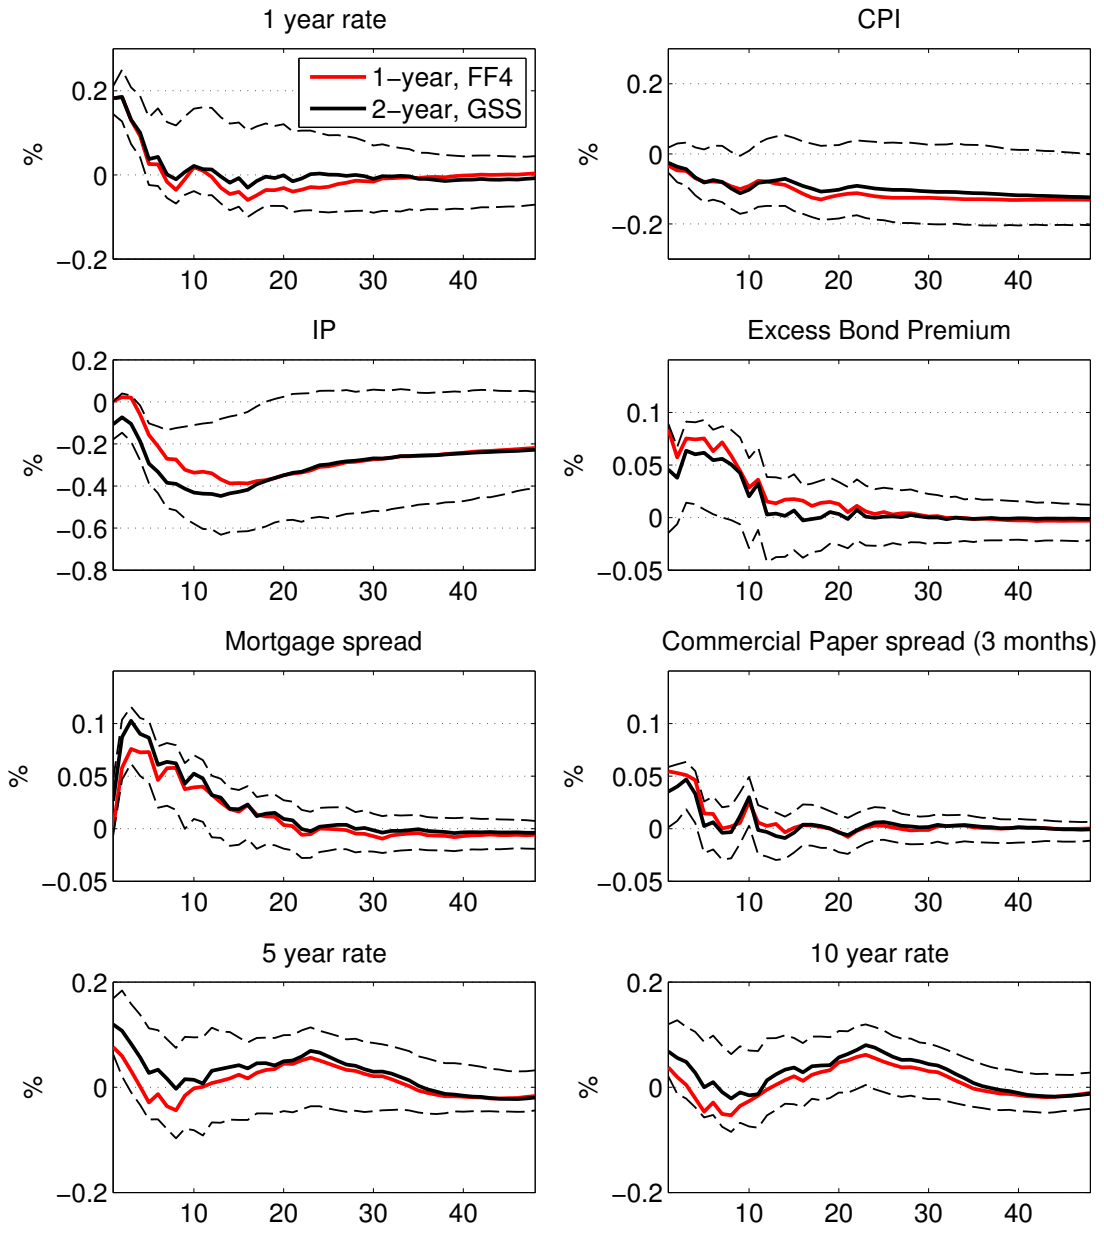 1 year rate
%
0.2
0
−0.2
10 20 30 40
1−year, FF4
2−year, GSS
CPI
%
0.2
0
−0.2
10 20 30 40
IP
%
0.2
0
−0.2
−0.4
−0.6
−0.8
10 20 30 40
Excess Bond Premium
%
0.1
0.05
0
−0.05
10 20 30 40
Mortgage spread
%
0.1
0.05
0
−0.05
10 20 30 40
Commercial Paper spread (3 months)
%
0.1
0.05
0
−0.05
10 20 30 40
5 year rate
%
0.2
0
−0.2
10 20 30 40
10 year rate
%
0.2
0
−0.2
10 20 30 40